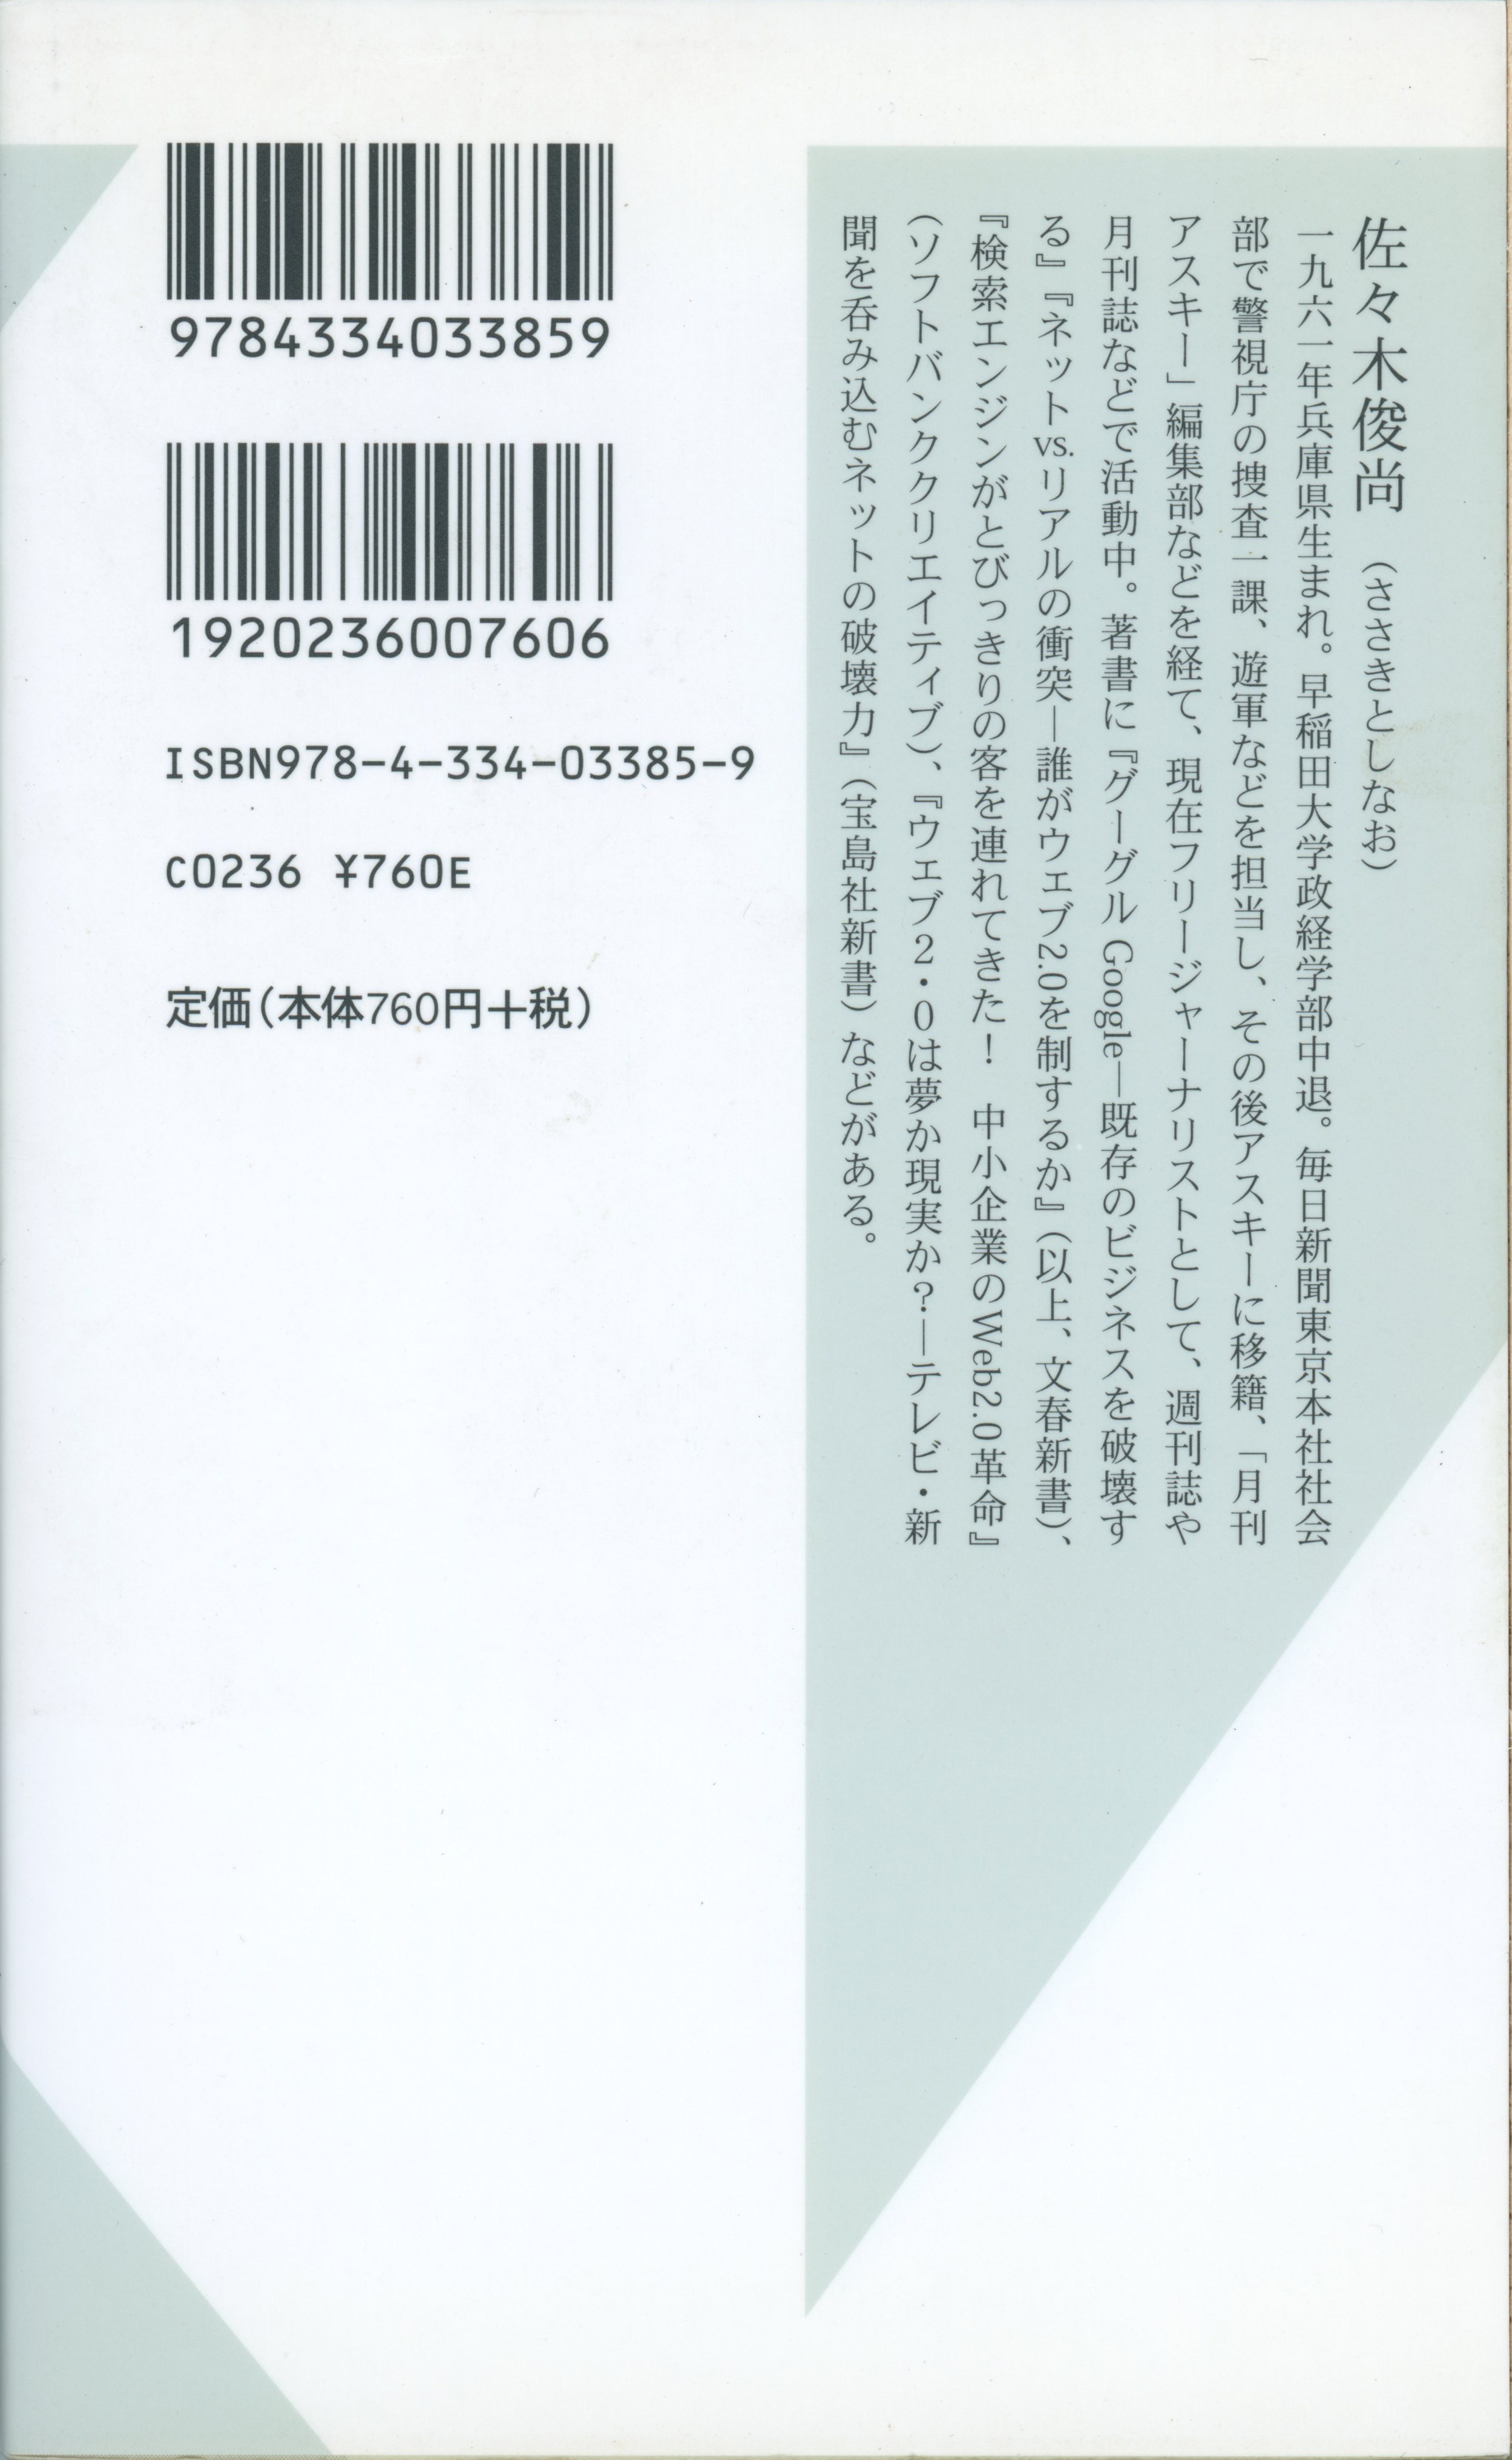 佐々木俊尚（ささきとしなお）
一九六一年兵庫県生まれ。早稲田大学政経学部中退。毎日新聞東京本社社会
部で警視庁の捜査一課、遊軍などを担当し、その後アスキーに移籍、「月刊
アスキー」編集部などを経て、現在フリージャーナリストとして、週刊誌や
月刊誌などで活動中。著書に『グーグル Google―既存のビジネスを破壊す
る』『ネットvs.リアルの衝突―誰がウェブ2.0を制するか』（以上、文春新書）、
『検索エンジンがとびっきりの客を連れてきた！　中小企業のWeb2.0革命』
（ソフトバンククリエイティブ）、『ウェブ２・０は夢か現実か？―テレビ・新
聞を呑み込むネットの破壊力』（宝島社新書）などがある。
9784334033859
1920236007606
ISBN978-4-334-03385-9
C0236 ¥760E
定価（本体760円＋税）